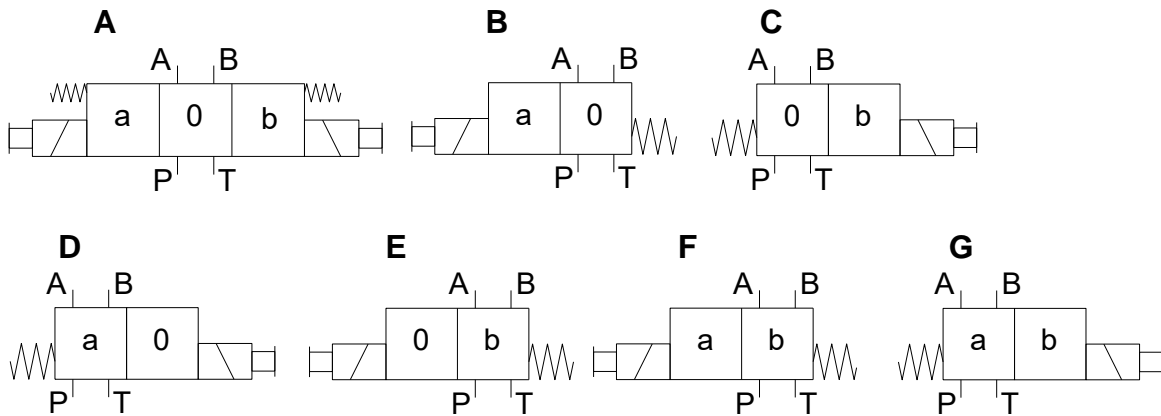 A B C
A B A B A B
a 0 b a 0 0 b
P T P T P T
D E F G
A B A B A B A B
a 0 0 b a b a b
P T P T P T P T